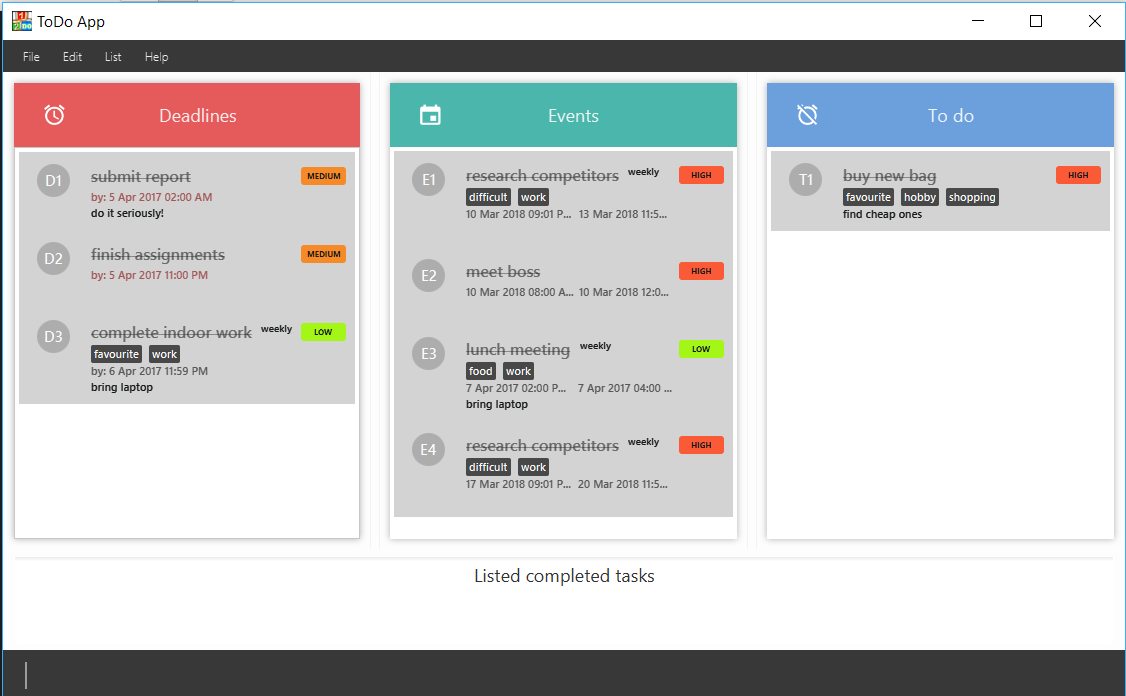 ToDo App
File Edit List Help
Deadlines
D1 submit report MEDIUM
by: 5 Apr 2017 02:00 AM
do it seriously!
D2 finish assignments MEDIUM
by: 5 Apr 2017 11:00 PM
D3 complete indoor work weekly LOW
favourite work
by: 6 Apr 2017 11:59 PM
bring laptop
Events
E1 research competitors weekly HIGH
difficult work
10 Mar 2018 09:01 P... 13 Mar 2018 11:5...
E2 meet boss HIGH
10 Mar 2018 08:00 A... 10 Mar 2018 12:0...
E3 lunch meeting weekly LOW
food work
7 Apr 2017 02:00 P... 7 Apr 2017 04:00 ...
bring laptop
E4 research competitors weekly HIGH
difficult work
17 Mar 2018 09:01 P... 20 Mar 2018 11:5...
To do
T1 buy new bag HIGH
favourite hobby shopping
find cheap ones
Listed completed tasks